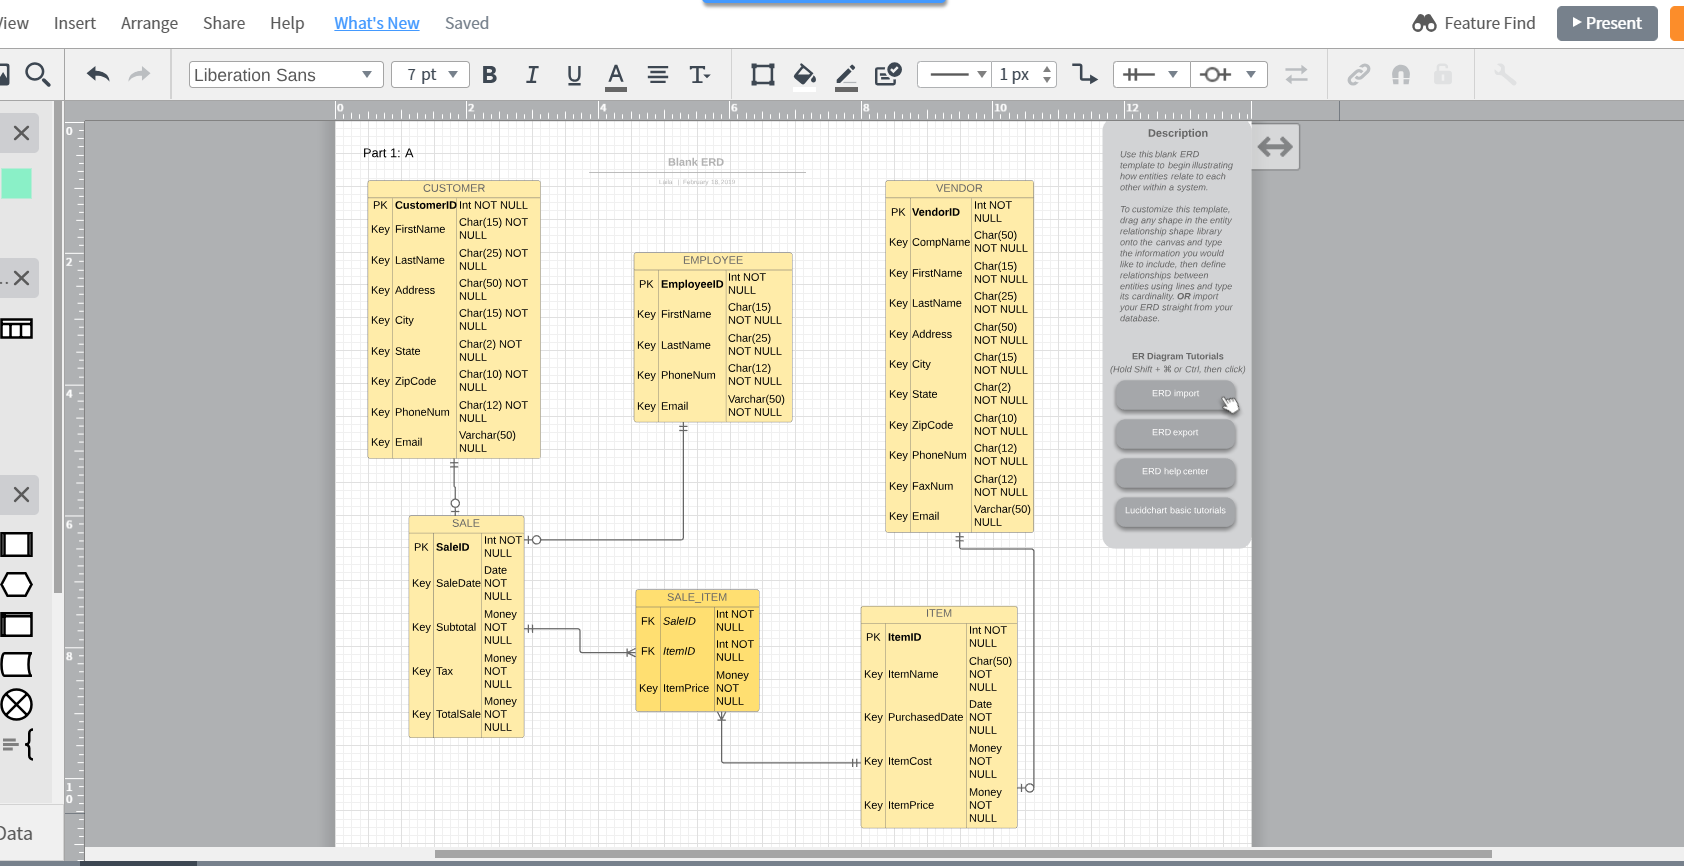 View Insert Arrange Share Help What's New Saved
Feature Find Present
Liberation Sans 7 pt B I U A T 1 px
0 2 4 6 8 10 12
0
2
4
6
8
1
0
...
Data
Part 1: A
Blank ERD
Laila | February 18, 2019
CUSTOMER
PK CustomerID Int NOT NULL
Key FirstName Char(15) NOT
NULL
Key LastName Char(25) NOT
NULL
Key Address Char(50) NOT
NULL
Key City Char(15) NOT
NULL
Key State Char(2) NOT
NULL
Key ZipCode Char(10) NOT
NULL
Key PhoneNum Char(12) NOT
NULL
Key Email Varchar(50)
NULL
EMPLOYEE
PK EmployeeID Int NOT
NULL
Key FirstName Char(15)
NOT NULL
Key LastName Char(25)
NOT NULL
Key PhoneNum Char(12)
NOT NULL
Key Email Varchar(50)
NOT NULL
VENDOR
PK VendorID Int NOT
NULL
Key CompName Char(50)
NOT NULL
Key FirstName Char(15)
NOT NULL
Key LastName Char(25)
NOT NULL
Key Address Char(50)
NOT NULL
Key City Char(15)
NOT NULL
Key State Char(2)
NOT NULL
Key ZipCode Char(10)
NOT NULL
Key PhoneNum Char(12)
NOT NULL
Key FaxNum Char(12)
NOT NULL
Key Email Varchar(50)
NULL
SALE
PK SaleID Int NOT
NULL
Key SaleDate Date
NOT
NULL
Key Subtotal Money
NOT
NULL
Key Tax Money
NOT
NULL
Key TotalSale Money
NOT
NULL
SALE_ITEM
FK SaleID Int NOT
NULL
FK ItemID Int NOT
NULL
Key ItemPrice Money
NOT
NULL
ITEM
PK ItemID Int NOT
NULL
Key ItemName Char(50)
NOT
NULL
Key PurchasedDate Date
NOT
NULL
Key ItemCost Money
NOT
NULL
Key ItemPrice Money
NOT
NULL
Description
Use this blank ERD
template to begin illustrating
how entities relate to each
other within a system.
To customize this template,
drag any shape in the entity
relationship shape library
onto the canvas and type
the information you would
like to include, then define
relationships between
entities using lines and type
its cardinality. OR import
your ERD straight from your
database.
ER Diagram Tutorials
(Hold Shift + ⌘ or Ctrl, then click)
ERD import
ERD export
ERD help center
Lucidchart basic tutorials